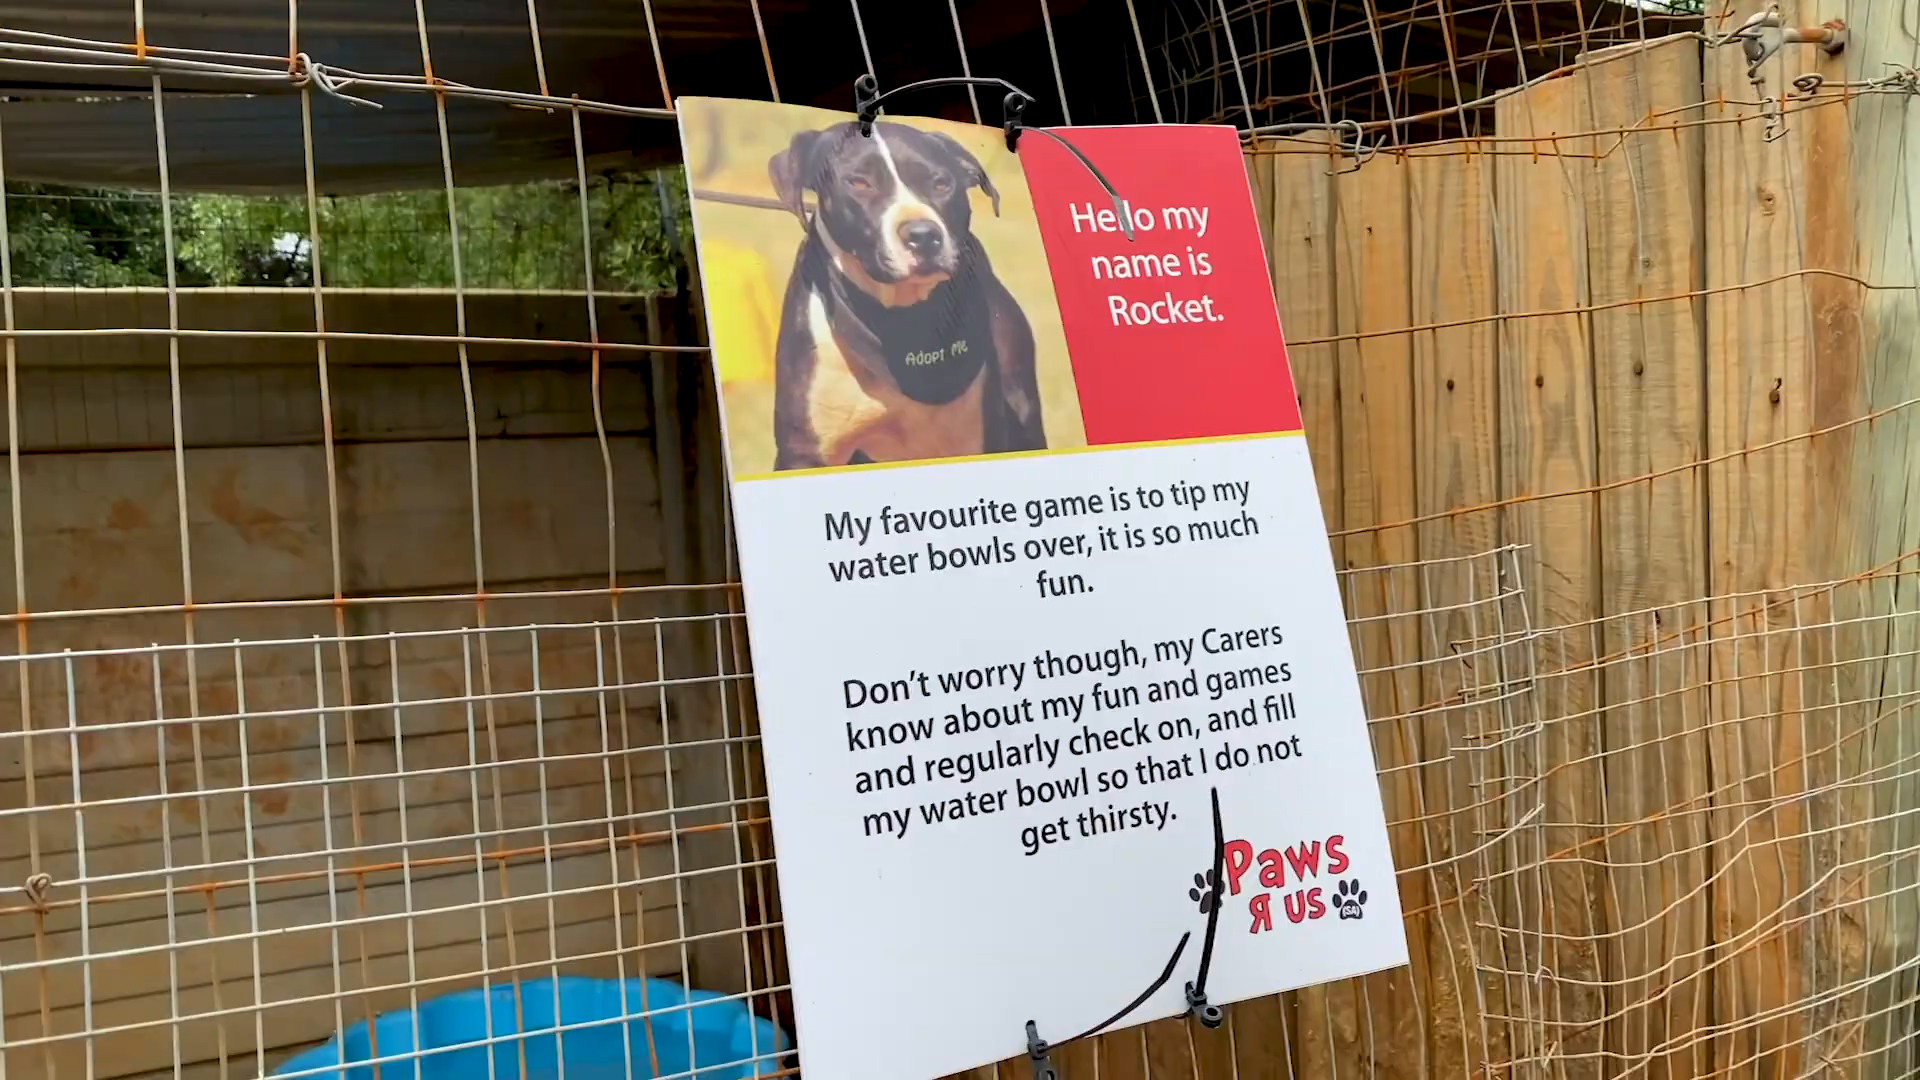 Adopt Me
Hello my
name is
Rocket.
My favourite game is to tip my
water bowls over, it is so much
fun.
Don't worry though, my Carers
know about my fun and games
and regularly check on, and fill
my water bowl so that I do not
get thirsty.
Paws
Я US
(SA)